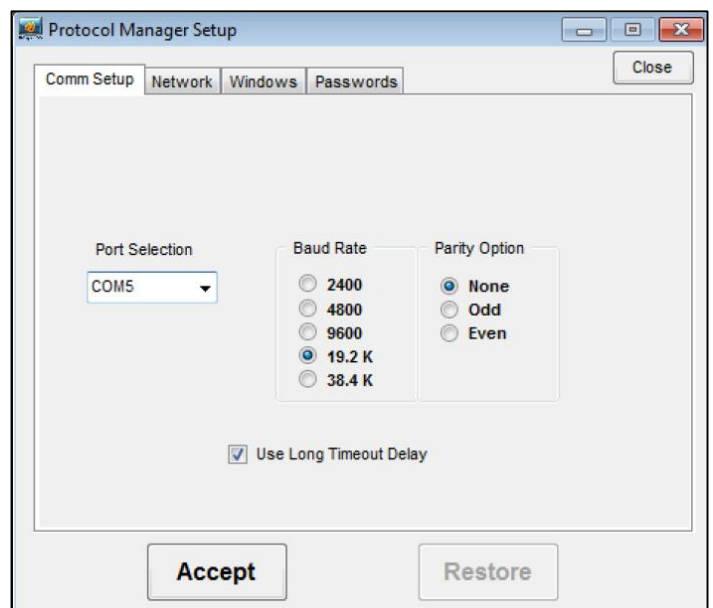 Protocol Manager Setup
Close
Comm Setup Network Windows Passwords
Port Selection
COM5
Baud Rate
2400
4800
9600
19.2 K
38.4 K
Parity Option
None
Odd
Even
Use Long Timeout Delay
Accept Restore